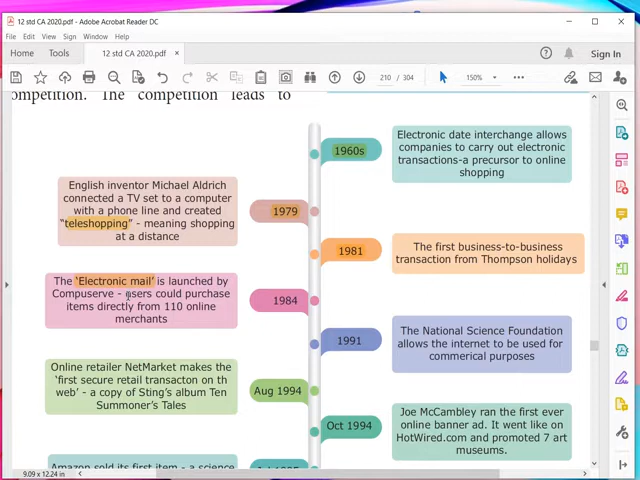 12 std CA 2020.pdf - Adobe Acrobat Reader DC
File Edit View Sign Window Help
Home Tools 12 std CA 2020.pdf × Sign In
210 / 304 150%
ompetition. The competition leads to
1960s
Electronic date interchange allows
companies to carry out electronic
transactions-a precursor to online
shopping
English inventor Michael Aldrich
connected a TV set to a computer
with a phone line and created
“teleshopping” - meaning shopping
at a distance
1979
1981
The first business-to-business
transaction from Thompson holidays
The ‘Electronic mail’ is launched by
Compuserve - users could purchase
items directly from 110 online
merchants
1984
1991
The National Science Foundation
allows the internet to be used for
commerical purposes
Online retailer NetMarket makes the
‘first secure retail transacton on th
web’ - a copy of Sting’s album Ten
Summoner’s Tales
Aug 1994
Oct 1994
Joe McCambley ran the first ever
online banner ad. It went like on
HotWired.com and promoted 7 art
museums.
Amazon sold its first item - a science
9.09 x 12.24 in